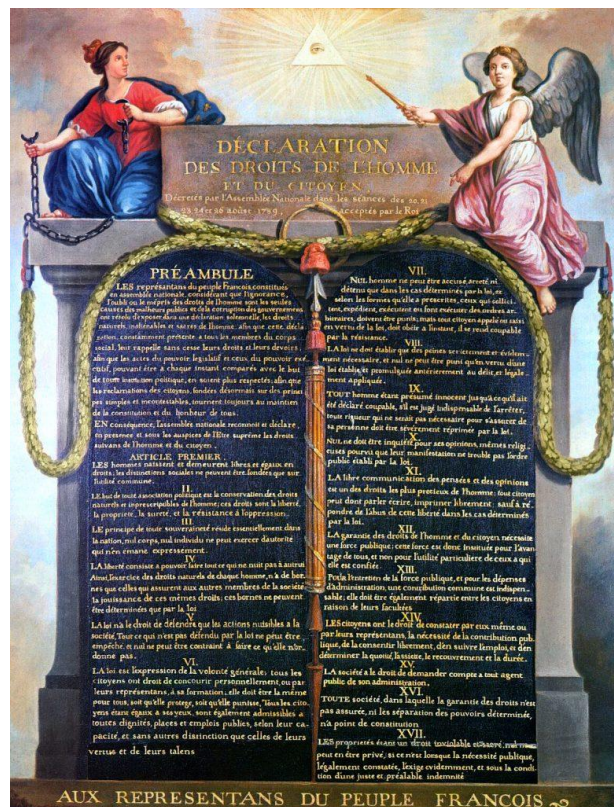 DÉCLARATION
DES DROITS DE L'HOMME
ET DU CITOYEN,
Décretés par l'Assemblée Nationale dans les séances des 20, 21
23, 24 et 26 août 1789, acceptés par le Roi
PRÉAMBULE
LES représantans du peuple Francois, constitués
en assemblée nationale, considérant que l'ignorance,
l'oubli ou le mépris des droits de l'homme sont les seules
causes des malheurs publics et de la corruption des gouvernemens
ont résolu d'exposer dans une déclaration solemnelle, les droits
naturels, inaliénables et sacrés de l'homme; afin que cette décla-
ration, constamment présente a tous les membres du corps
social, leur rappelle sans cesse leurs droits et leurs devoirs;
afin que les actes du pouvoir législatif et ceux du pouvoir exé-
cutif, pouvant être à chaque instant comparés avec le but
de toute institution politique, en soient plus respectés; afin que
les réclamations des citoyens, fondées désormais sur des princi-
pes simples et incontestables, tournent toujours au maintien
de la constitution et du bonheur de tous.
EN conséquence, l'assemblée nationale reconnoit et déclare,
en presence et sous les auspices de l'Etre suprême les droits
suivans de l'homme et du citoyen.
ARTICLE PREMIER.
LES hommes naissent et demeurent libres et égaux en
droits; les distinctions sociales ne peuvent être fondées que sur
l'utilité commune.
II.
LE but de toute association politique est la conservation des droits
naturels et inprescriptibles de l'homme; ces droits sont la liberté,
la propriété, la sureté, et la résistance à l'oppression.
III.
LE principe de toute souveraineté réside essentiellement dans
la nation, nul corps, nul individu ne peut exercer d'autorité
qui n'en émane expressement.
IV.
LA liberté consiste a pouvoir faire tout ce qui ne nuit pas à autrui
Ainsi, l'exercice des droits naturels de chaque homme, n'a de bor-
nes que celles qui assurent aux autres membres de la société
la jouissance de ces mêmes droits; ces bornes ne peuvent
être déterminées que par la loi
V.
LA loi n'a le droit de défendre que les actions nuisibles a la
société, Tout ce qui n'est pas défendu par la loi ne peut être
empêché, et nul ne peut être contraint à faire ce qu'elle n'or-
donne pas.
VI.
LA loi est l'expression de la volonté générale; tous les
citoyens ont droit de concourir personnellement, ou par
leurs représentans, à sa formation; elle doit être la même
pour tous, soit qu'elle protege, soit qu'elle punisse, Tous les cito-
yens étant égaux à ses yeux, sont également admissibles a
toutes dignités, places et emplois publics, selon leur ca-
pacité, et sans autres distinction que celles de leurs
vertus et de leurs talens
VII.
NUL homme ne peut être accusé, arreté ni
détenu que dans les cas déterminés par la loi, et
selon les formes qu'elle a prescrites, ceux qui sollici-
tent, expédient, exécutent ou font exécuter des ordres ar-
bitraires, doivent être punis; mais tout citoyen appelé ou saisi
en vertu de la loi, doit obéir a l'instant, il se rend coupable
par la résistance.
VIII.
LA loi ne doit établir que des peines strictement et évidem-
ment nécessaire, et nul ne peut être puni qu'en vertu d'une
loi établie et promulguée antérierement au délit, et légale-
ment appliquée.
IX.
TOUT homme étant présumé innocent jusqu'a ce qu'il ait
été déclaré coupable, s'il est jugé indispensable de l'arrêter,
toute rigueur qui ne serait pas nécessaire pour s'assurer de
sa personne doit être sévèrement réprimée par la loi.
X.
NUL ne doit être inquiété pour ses opinions, mêmes religi-
euses pourvu que leur manifestation ne trouble pas l'ordre
public établi par la loi.
XI.
LA libre communication des pensées et des opinions
est un des droits les plus précieux de l'homme; tout citoyen
peut donc parler écrire, imprimer librement: sauf à ré-
pondre de l'abus de cette liberté dans les cas déterminés
par la loi.
XII.
LA garantie des droits de l'homme et du citoyen nécessite
une force publique; cette force est donc instituée pour l'avan-
tage de tous, et non pour l'utilité particulière de ceux a qui
elle est confiée.
XIII.
Pour l'entretien de la force publique, et pour les dépenses
d'administration, une contribution commune est indispen-
sable; elle doit être également répartie entre les citoyens en
raison de leurs facultées
XIV.
LES citoyens ont le droit de constater par eux même ou
par leurs représentans, la nécessité de la contribution pub-
lique, de la consentir librement, d'en suivre l'emploi, et d'en
déterminer la quotité, l'assiette, le recouvrement et la durée.
XV.
LA société a le droit de demander compte a tout agent
public de son administration.
XVI.
TOUTE société, dans laquelle la garantie des droits n'est
pas assurée, ni les séparation des pouvoirs déterminée,
n'a point de constitution
XVII.
LES propriétés étant un droit inviolable et sacré, nul ne
peut en être privé, si ce n'est lorsque la nécessité publique,
légalement constatée, l'exige evidemment, et sous la condi-
tion d'une juste et préalable indemnité
AUX REPRESENTANS DU PEUPLE FRANCOIS